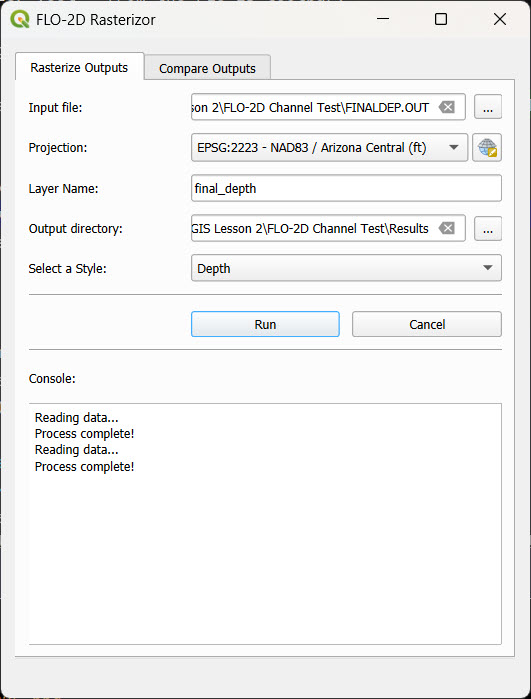 FLO-2D Rasterizor
Rasterize Outputs
Compare Outputs
Input file:
son 2\FLO-2D Channel Test\FINALDEP.OUT
...
Projection:
EPSG:2223 - NAD83 / Arizona Central (ft)
Layer Name:
final_depth
Output directory:
GIS Lesson 2\FLO-2D Channel Test\Results
...
Select a Style:
Depth
Run
Cancel
Console:
Reading data...
Process complete!
Reading data...
Process complete!